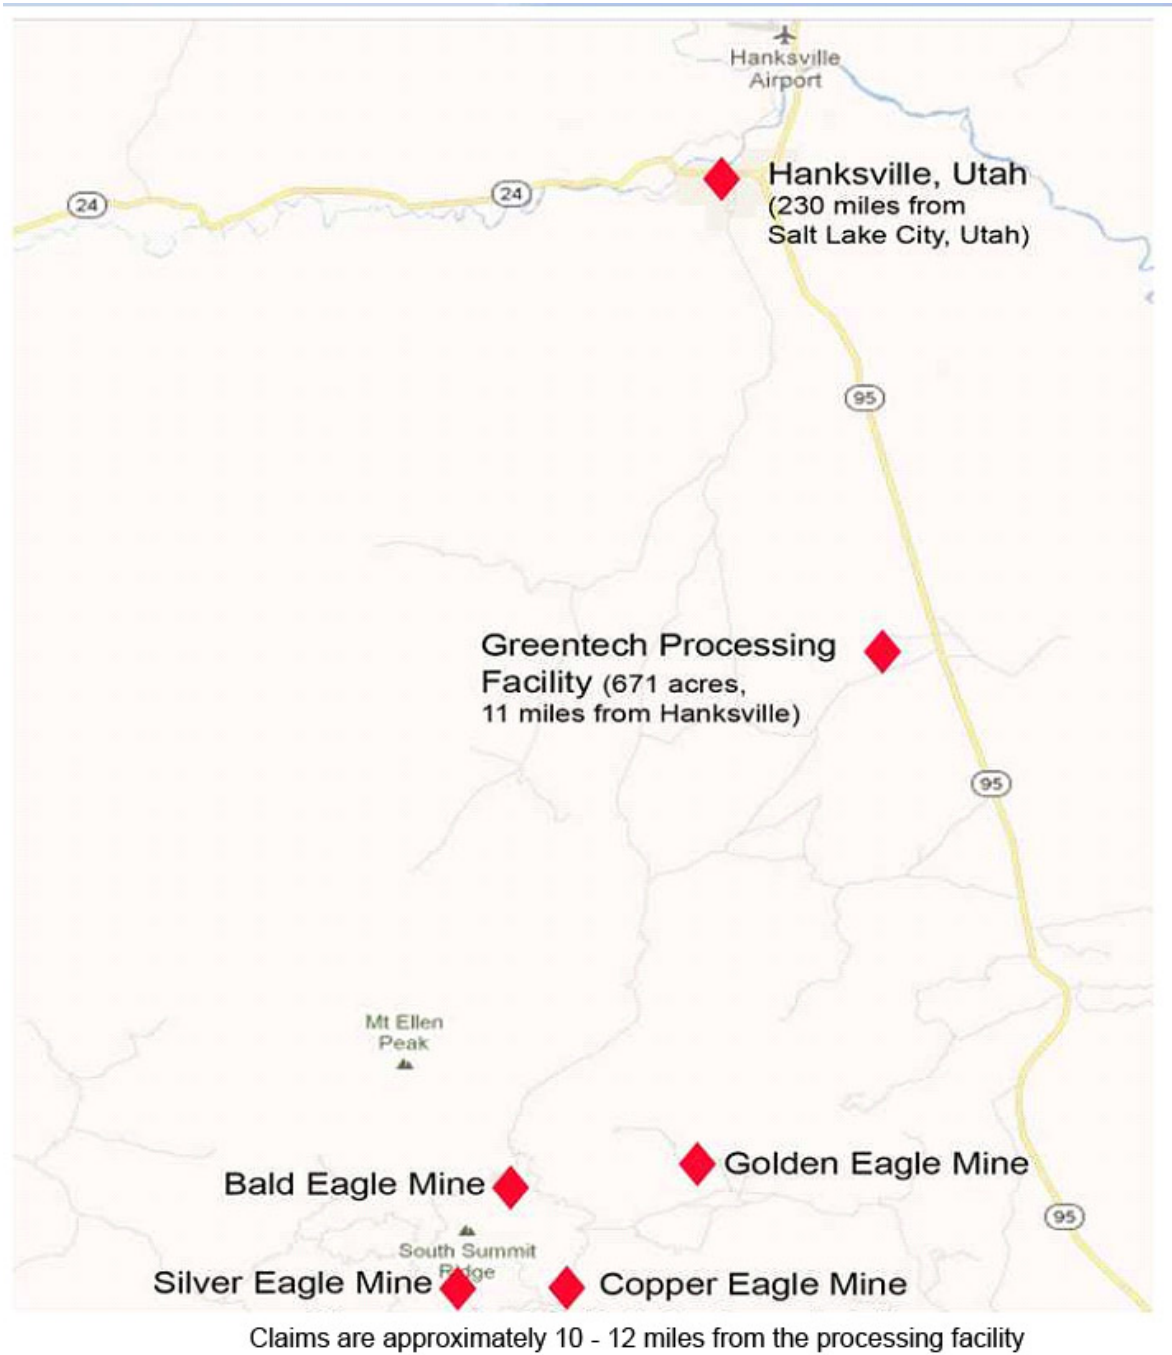 Hanksville
Airport
Hanksville, Utah
(230 miles from
Salt Lake City, Utah)
24
24
95
Greentech Processing
Facility (671 acres,
11 miles from Hanksville)
95
Mt Ellen
Peak
Golden Eagle Mine
Bald Eagle Mine
95
South Summit
Ridge
Silver Eagle Mine
Copper Eagle Mine
Claims are approximately 10 - 12 miles from the processing facility